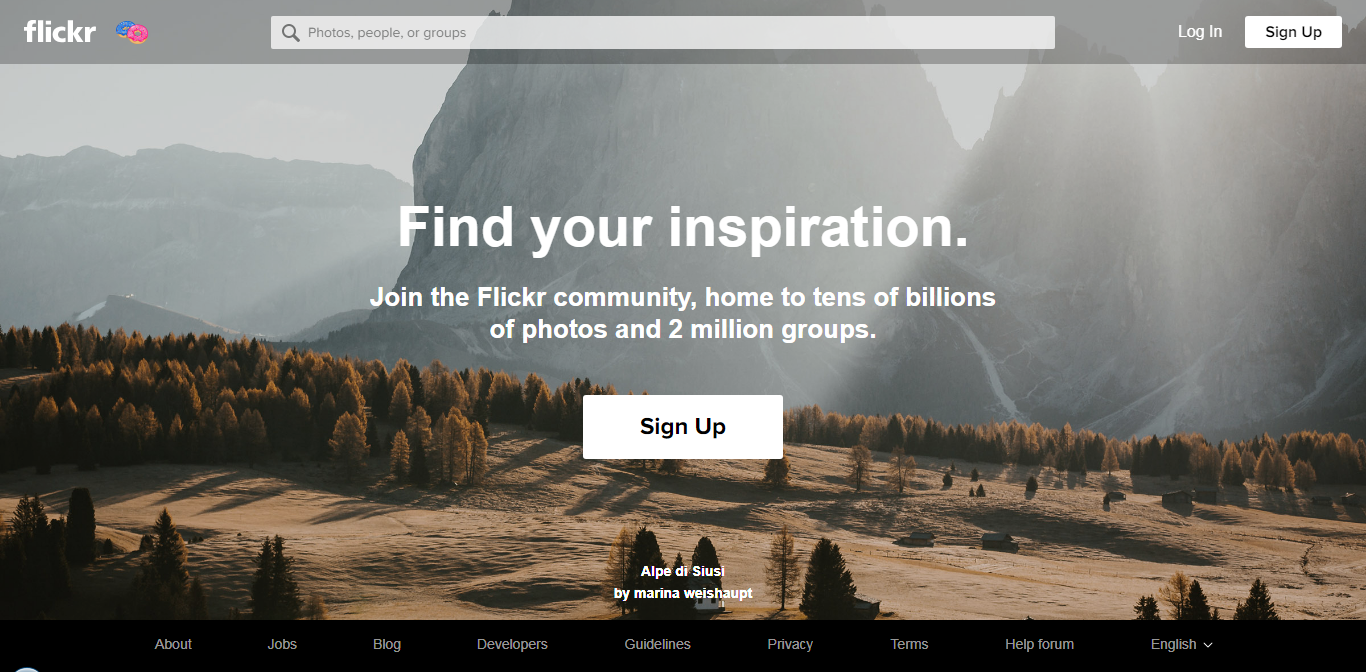 flickr
Photos, people, or groups
Log In
Sign Up
Find your inspiration.
Join the Flickr community, home to tens of billions
of photos and 2 million groups.
Sign Up
Alpe di Siusi
by marina weishaupt
About
Jobs
Blog
Developers
Guidelines
Privacy
Terms
Help forum
English